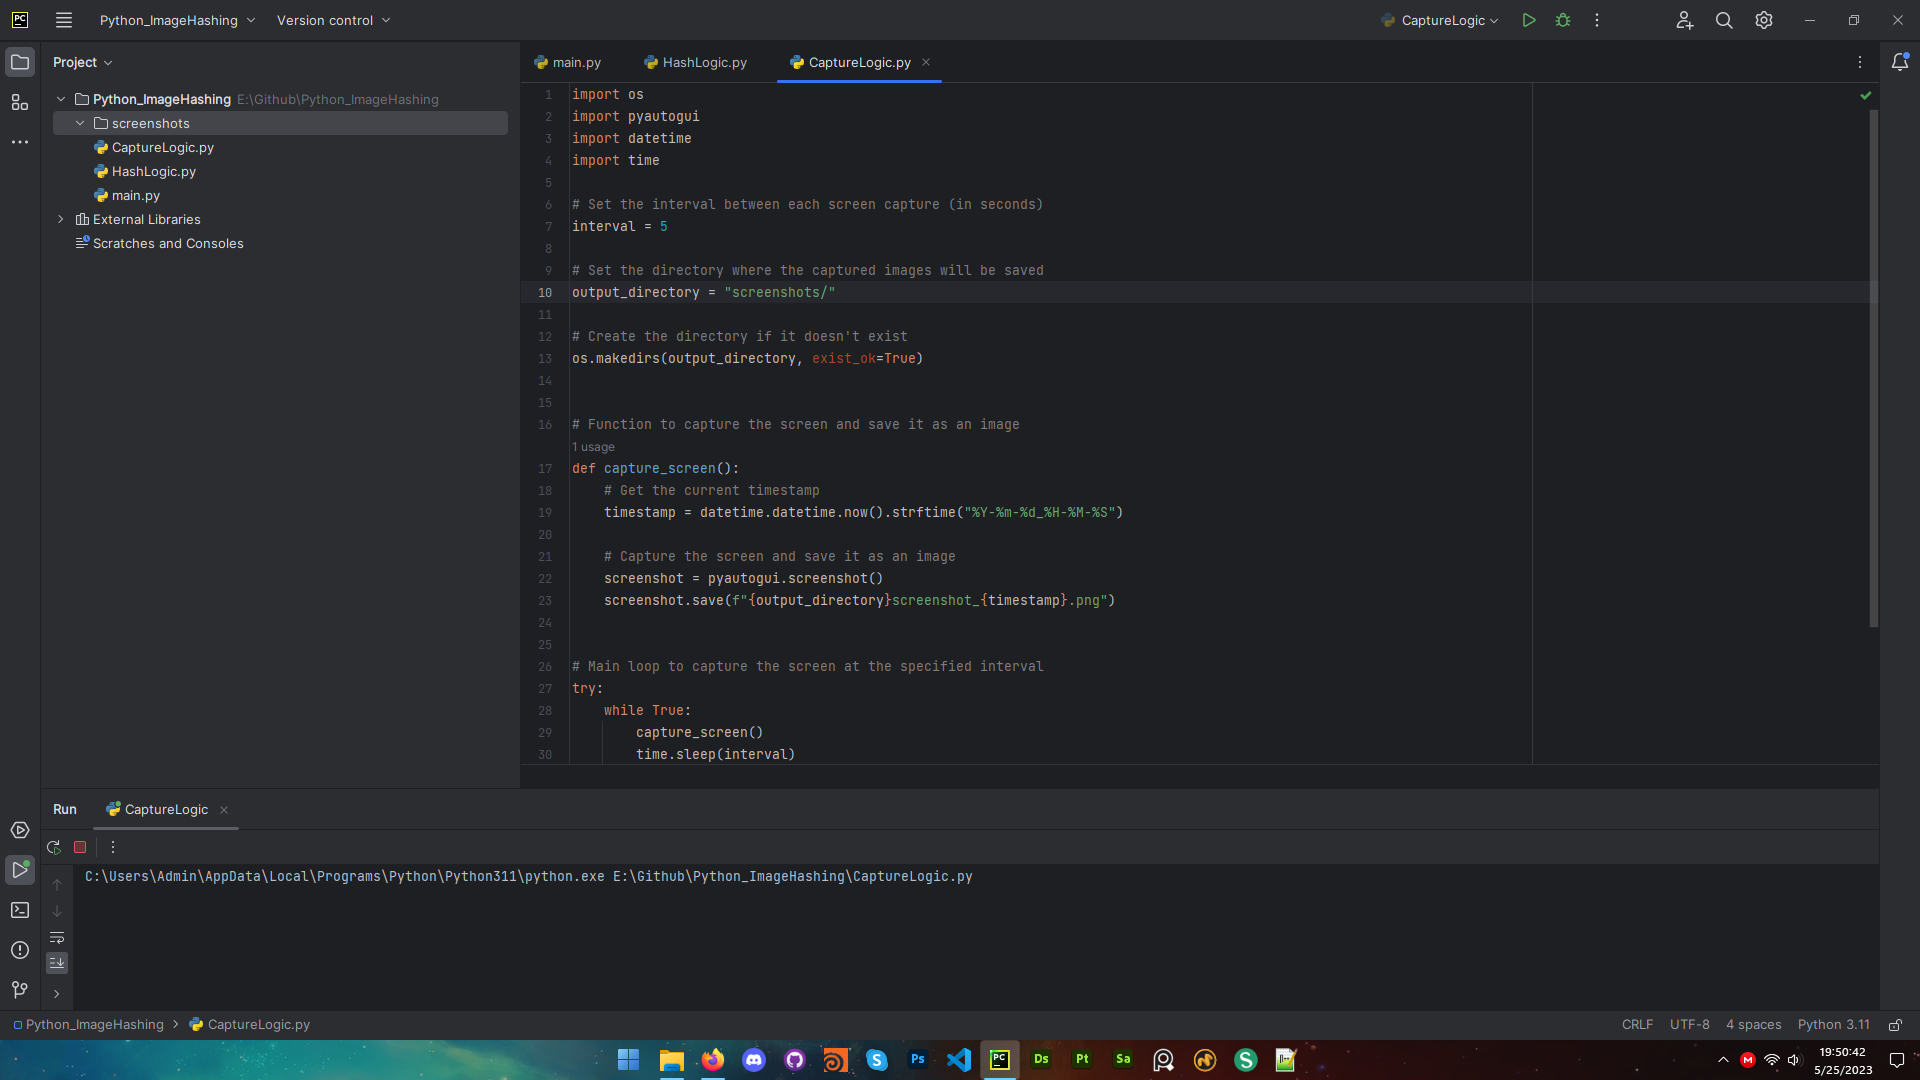 PC Python_ImageHashing Version control CaptureLogic
Project
Python_ImageHashing E:\Github\Python_ImageHashing
screenshots
CaptureLogic.py
HashLogic.py
main.py
External Libraries
Scratches and Consoles
main.py HashLogic.py CaptureLogic.py
1 import os
2 import pyautogui
3 import datetime
4 import time
5
6 # Set the interval between each screen capture (in seconds)
7 interval = 5
8
9 # Set the directory where the captured images will be saved
10 output_directory = "screenshots/"
11
12 # Create the directory if it doesn't exist
13 os.makedirs(output_directory, exist_ok=True)
14
15
16 # Function to capture the screen and save it as an image
1 usage
17 def capture_screen():
18 # Get the current timestamp
19 timestamp = datetime.datetime.now().strftime("%Y-%m-%d_%H-%M-%S")
20
21 # Capture the screen and save it as an image
22 screenshot = pyautogui.screenshot()
23 screenshot.save(f"{output_directory}screenshot_{timestamp}.png")
24
25
26 # Main loop to capture the screen at the specified interval
27 try:
28 while True:
29 capture_screen()
30 time.sleep(interval)
Run CaptureLogic
C:\Users\Admin\AppData\Local\Programs\Python\Python311\python.exe E:\Github\Python_ImageHashing\CaptureLogic.py
Python_ImageHashing CaptureLogic.py CRLF UTF-8 4 spaces Python 3.11
Ps PC Ds Pt Sa
19:50:42
5/25/2023